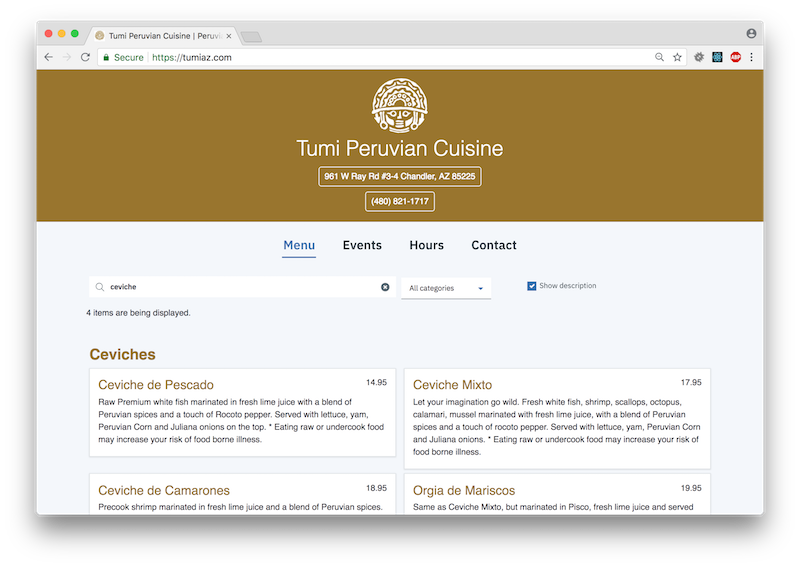 Tumi Peruvian Cuisine | Peruvi
Secure
https://tumiaz.com
ABP
Tumi Peruvian Cuisine
961 W Ray Rd #3-4 Chandler, AZ 85225
(480) 821-1717
Menu
Events
Hours
Contact
ceviche
All categories
Show description
4 items are being displayed.
Ceviches
Ceviche de Pescado
14.95
Raw Premium white fish marinated in fresh lime juice with a blend of
Peruvian spices and a touch of Rocoto pepper. Served with lettuce, yam,
Peruvian Corn and Juliana onions on the top. * Eating raw or undercook food
may increase your risk of food borne illness.
Ceviche Mixto
17.95
Let your imagination go wild. Fresh white fish, shrimp, scallops, octopus,
calamari, mussel marinated with fresh lime juice, with a blend of Peruvian
spices and a touch of rocoto pepper. Served with lettuce, yam, Peruvian Corn
and Juliana onions. * Eating raw or undercook food may increase your risk of
food borne illness.
Ceviche de Camarones
18.95
Precook shrimp marinated in fresh lime juice and a blend of Peruvian spices.
Orgia de Mariscos
19.95
Same as Ceviche Mixto, but marinated in Pisco, fresh lime juice and served